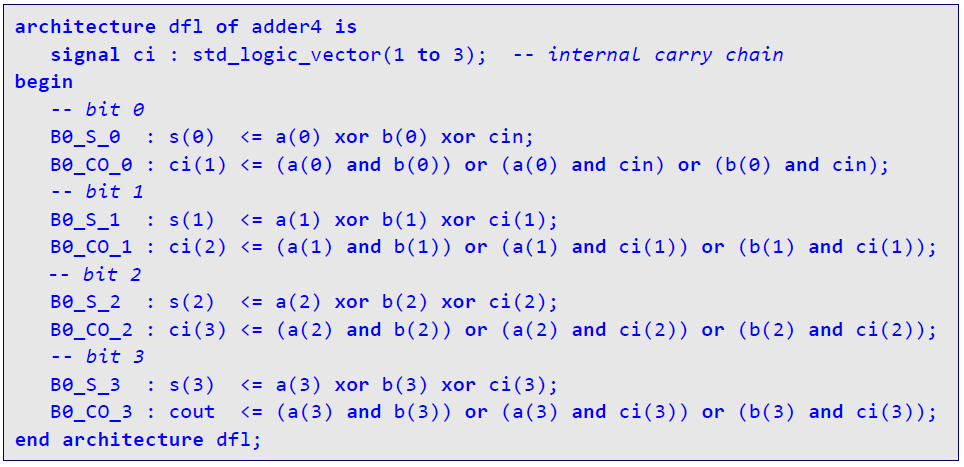 architecture dfl of adder4 is
   signal ci : std_logic_vector(1 to 3);  -- internal carry chain
begin
   -- bit 0
   B0_S_0  : s(0)  <= a(0) xor b(0) xor cin;
   B0_CO_0 : ci(1) <= (a(0) and b(0)) or (a(0) and cin) or (b(0) and cin);
   -- bit 1
   B0_S_1  : s(1)  <= a(1) xor b(1) xor ci(1);
   B0_CO_1 : ci(2) <= (a(1) and b(1)) or (a(1) and ci(1)) or (b(1) and ci(1));
   -- bit 2
   B0_S_2  : s(2)  <= a(2) xor b(2) xor ci(2);
   B0_CO_2 : ci(3) <= (a(2) and b(2)) or (a(2) and ci(2)) or (b(2) and ci(2));
   -- bit 3
   B0_S_3  : s(3)  <= a(3) xor b(3) xor ci(3);
   B0_CO_3 : cout  <= (a(3) and b(3)) or (a(3) and ci(3)) or (b(3) and ci(3));
end architecture dfl;